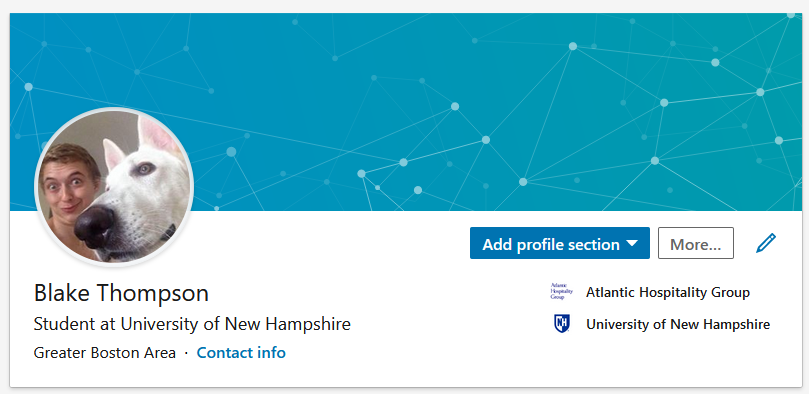 Add profile section
More...
Blake Thompson
Student at University of New Hampshire
Greater Boston Area · Contact info
Atlantic
Hospitality
Group
Atlantic Hospitality Group
NH
University of New Hampshire